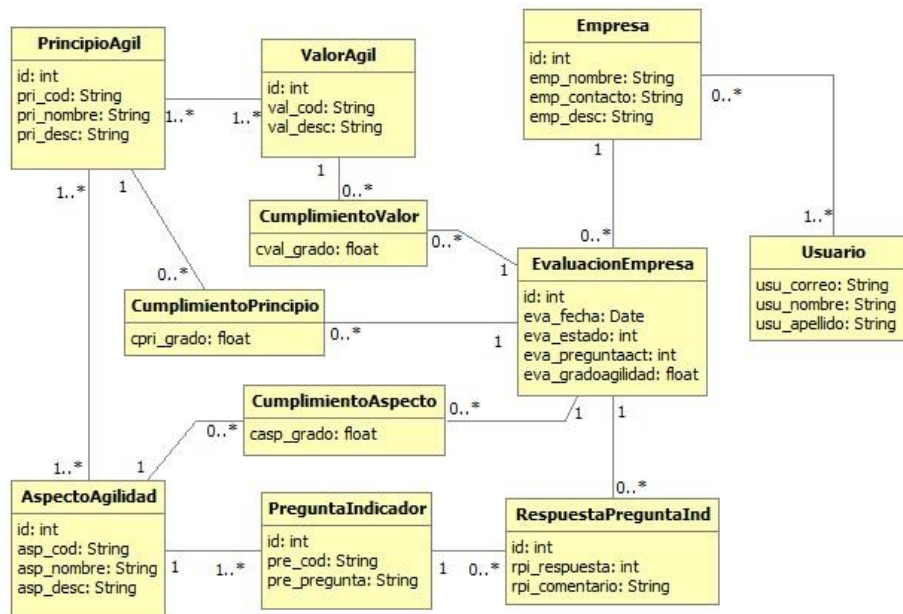 PrincipioAgil
id: int
pri_cod: String
pri_nombre: String
pri_desc: String
1..*
1..*
ValorAgil
id: int
val_cod: String
val_desc: String
Empresa
id: int
emp_nombre: String
emp_contacto: String
emp_desc: String
0..*
1..*
1
0..*
1..*
1
1
0..*
CumplimientoValor
cval_grado: float
0..*
1
Usuario
usu_correo: String
usu_nombre: String
usu_apellido: String
EvaluacionEmpresa
id: int
eva_fecha: Date
eva_estado: int
eva_preguntaact: int
eva_gradoagilidad: float
0..*
CumplimientoPrincipio
cpri_grado: float
0..*
1
CumplimientoAspecto
casp_grado: float
0..*
1
0..*
1
1
0..*
1..*
AspectoAgilidad
id: int
asp_cod: String
asp_nombre: String
asp_desc: String
1
1..*
PreguntaIndicador
id: int
pre_cod: String
pre_pregunta: String
1
0..*
RespuestaPreguntaInd
id: int
rpi_respuesta: int
rpi_comentario: String